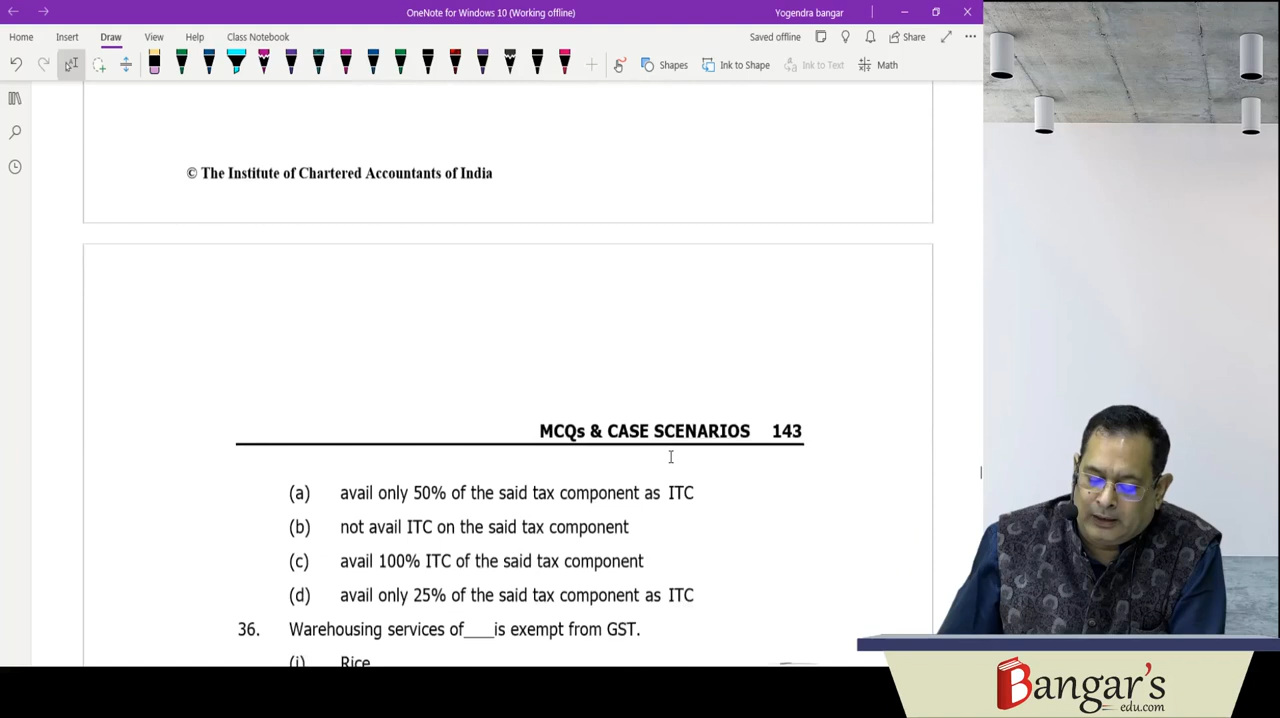 OneNote for Windows 10 (Working offline)
Yogendra bangar
Home Insert Draw View Help Class Notebook
Saved offline
Share
Shapes
Ink to Shape
Ink to Text
Math
© The Institute of Chartered Accountants of India
MCQs & CASE SCENARIOS 143
(a) avail only 50% of the said tax component as ITC
(b) not avail ITC on the said tax component
(c) avail 100% ITC of the said tax component
(d) avail only 25% of the said tax component as ITC
36. Warehousing services of___is exempt from GST.
(i) Rice
Bangar's
edu.com